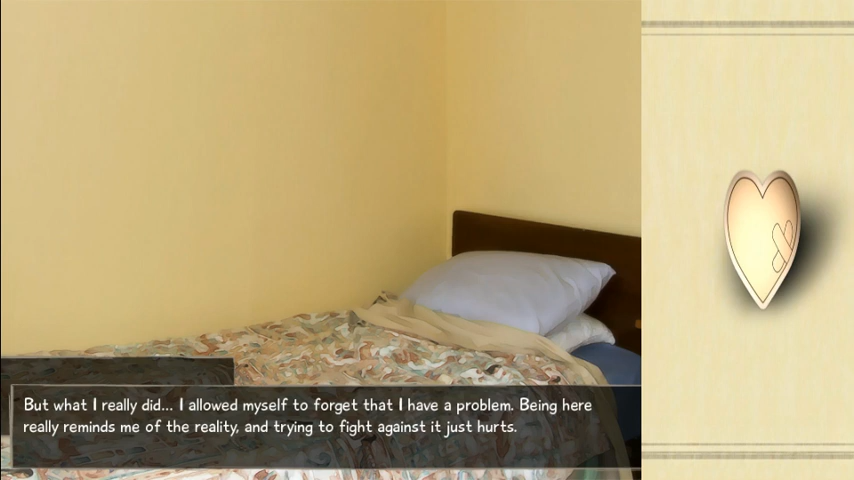 But what I really did... I allowed myself to forget that I have a problem. Being here
really reminds me of the reality, and trying to fight against it just hurts.